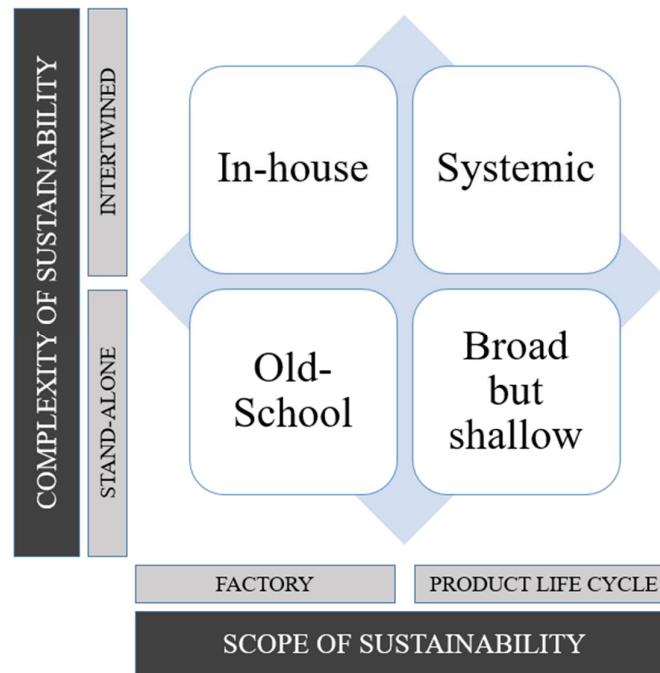 COMPLEXITY OF SUSTAINABILITY
INTERTWINED
STAND-ALONE
In-house
Systemic
Old-
School
Broad
but
shallow
FACTORY
PRODUCT LIFE CYCLE
SCOPE OF SUSTAINABILITY